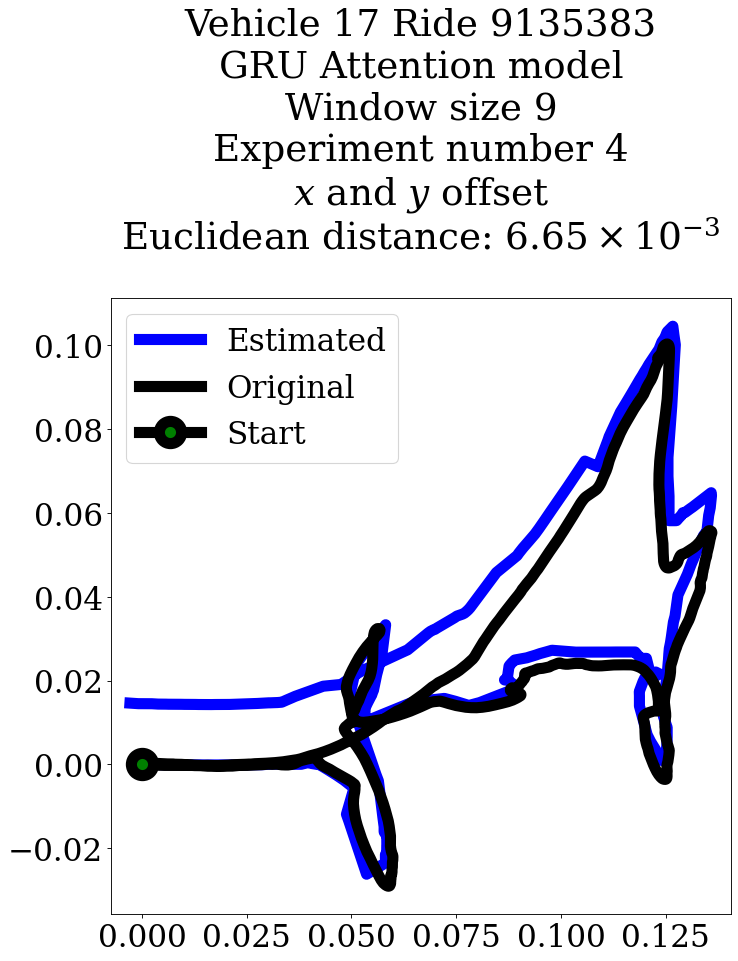 Vehicle 17 Ride 9135383
GRU Attention model
Window size 9
Experiment number 4
x and y offset
Euclidean distance: 6.65 × 10⁻³
Estimated
Original
Start
0.10
0.08
0.06
0.04
0.02
0.00
−0.02
0.000 0.025 0.050 0.075 0.100 0.125